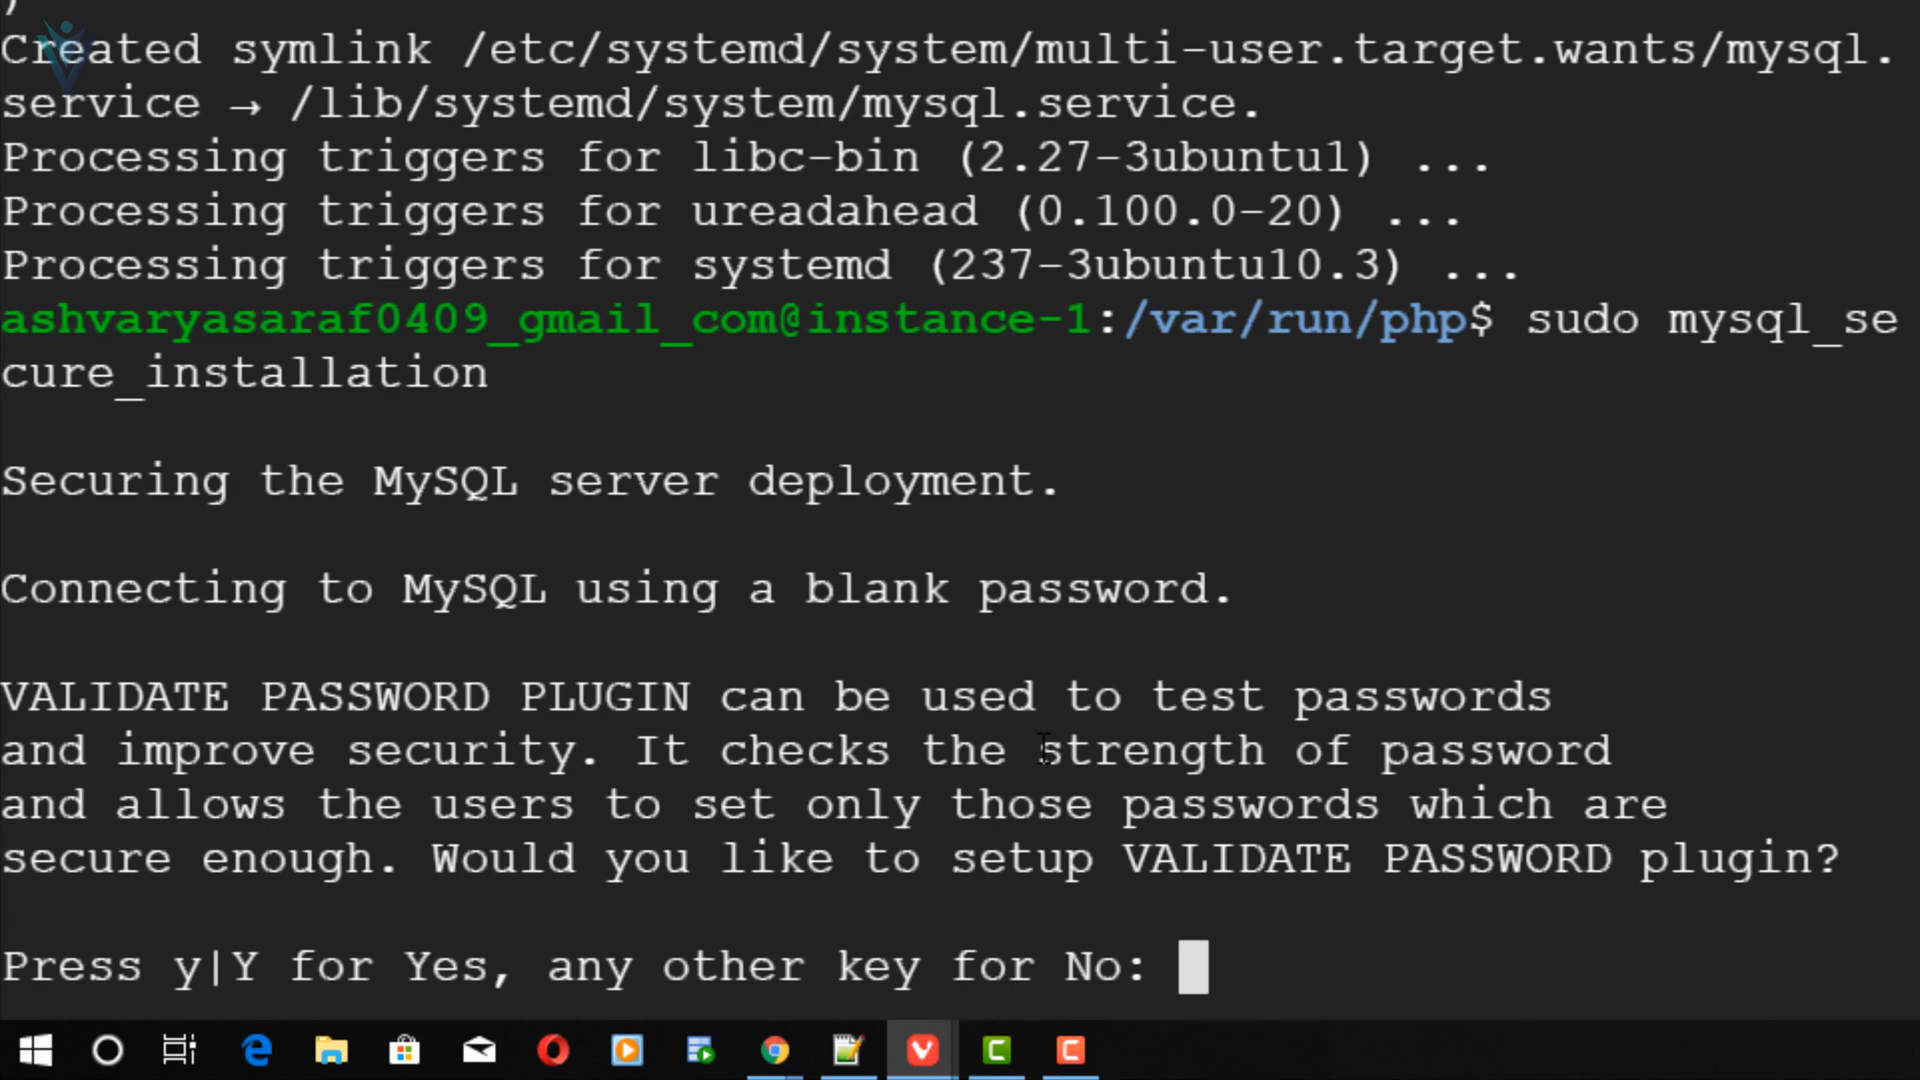 )
Created symlink /etc/systemd/system/multi-user.target.wants/mysql.
service → /lib/systemd/system/mysql.service.
Processing triggers for libc-bin (2.27-3ubuntu1) ...
Processing triggers for ureadahead (0.100.0-20) ...
Processing triggers for systemd (237-3ubuntu10.3) ...
ashvaryasaraf0409_gmail_com@instance-1:/var/run/php$ sudo mysql_se
cure_installation
Securing the MySQL server deployment.
Connecting to MySQL using a blank password.
VALIDATE PASSWORD PLUGIN can be used to test passwords
and improve security. It checks the strength of password
and allows the users to set only those passwords which are
secure enough. Would you like to setup VALIDATE PASSWORD plugin?
Press y|Y for Yes, any other key for No: